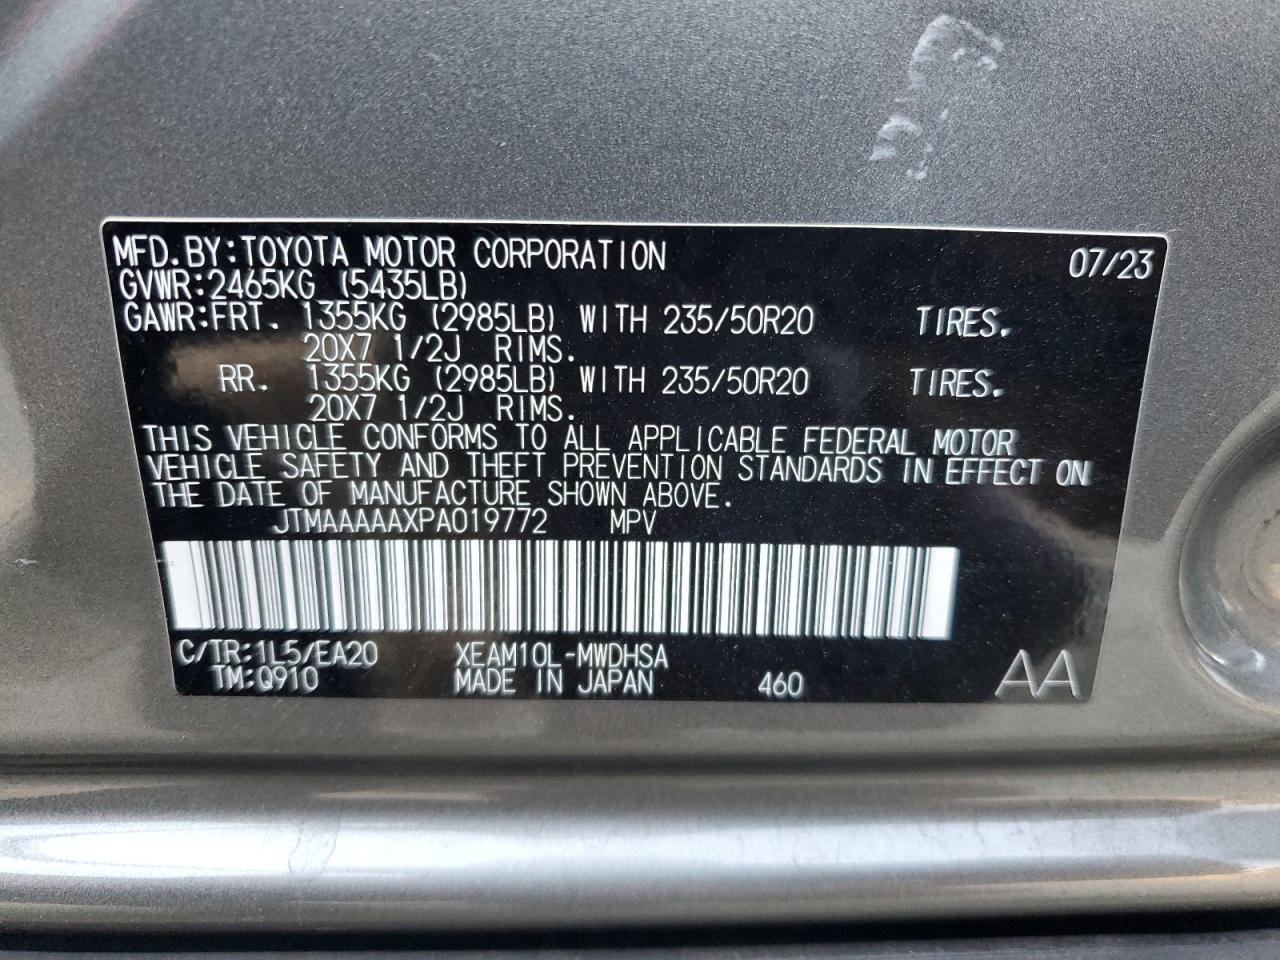 MFD.BY:TOYOTA MOTOR CORPORATION 07/23
GVWR:2465KG (5435LB)
GAWR:FRT. 1355KG (2985LB) WITH 235/50R20 TIRES.
20X7 1/2J RIMS.
RR. 1355KG (2985LB) WITH 235/50R20 TIRES.
20X7 1/2J RIMS.
THIS VEHICLE CONFORMS TO ALL APPLICABLE FEDERAL MOTOR
VEHICLE SAFETY AND THEFT PREVENTION STANDARDS IN EFFECT ON
THE DATE OF MANUFACTURE SHOWN ABOVE.
JTMAAAAAXPA019772 MPV
C/TR:1L5/EA20 XEAM10L-MWDHSA
TM:Q910 MADE IN JAPAN 460 AA